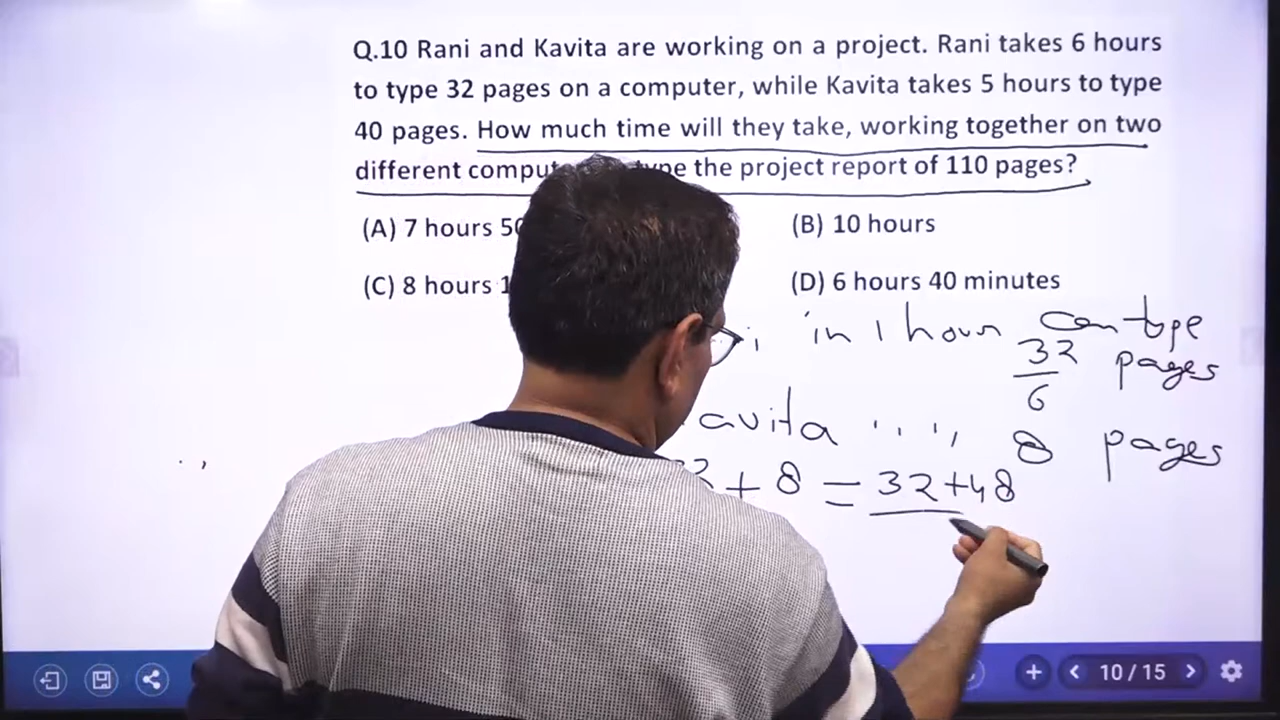 Q.10 Rani and Kavita are working on a project. Rani takes 6 hours
to type 32 pages on a computer, while Kavita takes 5 hours to type
40 pages. How much time will they take, working together on two
different type the project report of 110 pages?
(A) 7 hours (B) 10 hours
(C) 8 hours (D) 6 hours 40 minutes
in 1 hour can type
32/6 pages
8 pages
+ 8 = 32+48
10 / 15